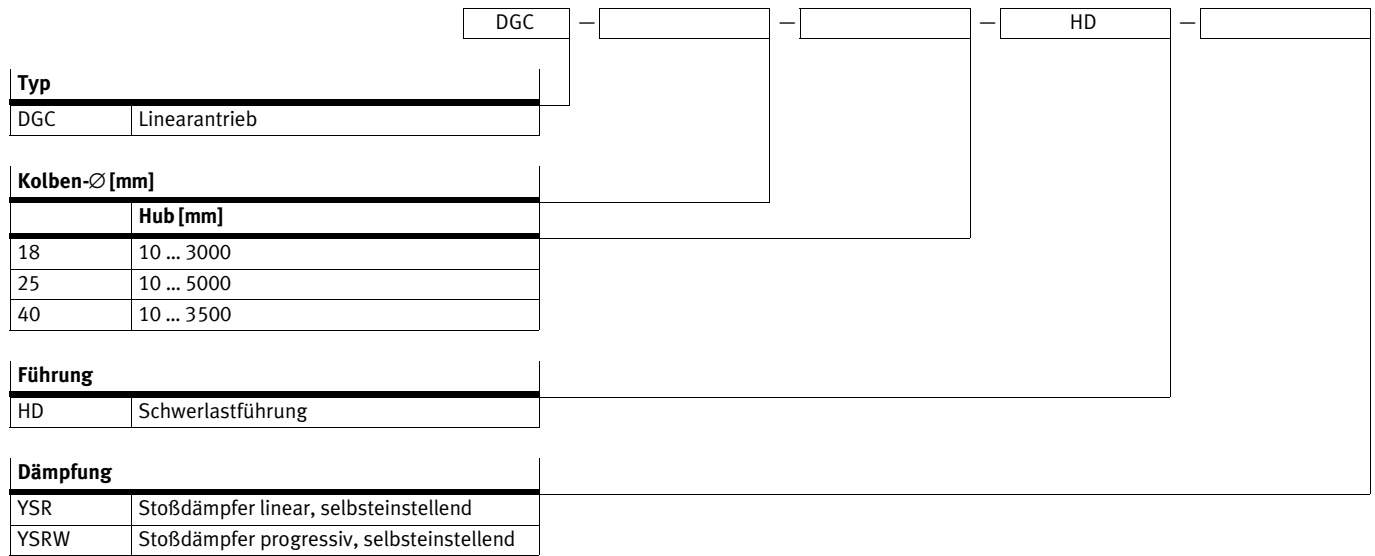 DGC — — — HD —
Typ
DGC Linearantrieb
Kolben-∅ [mm]
Hub [mm]
18 10 ... 3000
25 10 ... 5000
40 10 ... 3500
Führung
HD Schwerlastführung
Dämpfung
YSR Stoßdämpfer linear, selbsteinstellend
YSRW Stoßdämpfer progressiv, selbsteinstellend